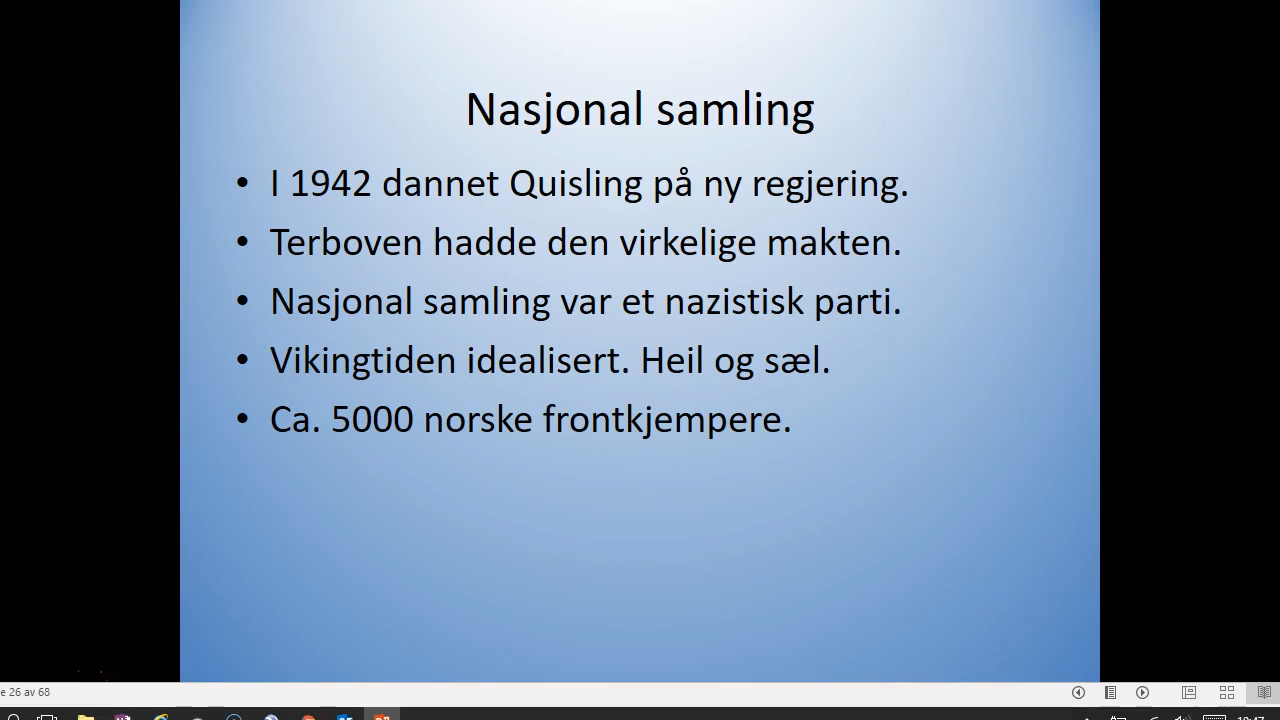 Nasjonal samling
• I 1942 dannet Quisling på ny regjering.
• Terboven hadde den virkelige makten.
• Nasjonal samling var et nazistisk parti.
• Vikingtiden idealisert. Heil og sæl.
• Ca. 5000 norske frontkjempere.
e 26 av 68